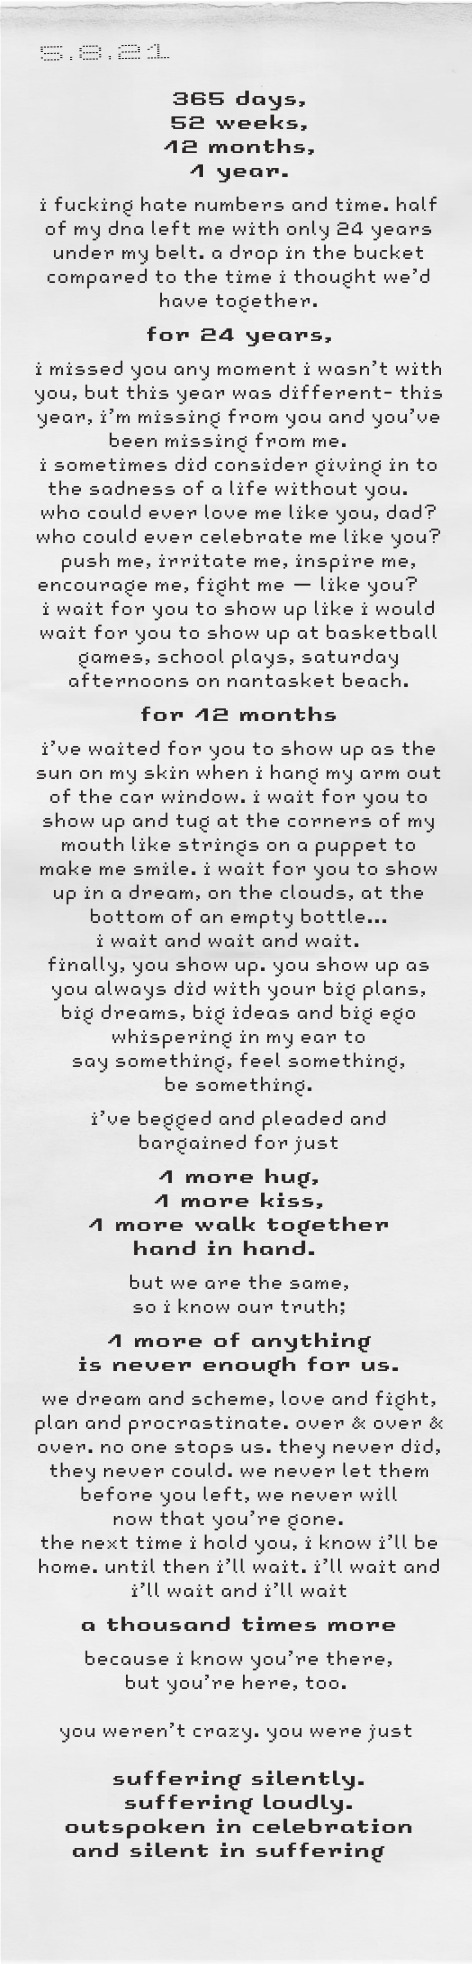 5.8.21
365 days,
52 weeks,
12 months,
1 year.
i fucking hate numbers and time. half
of my dna left me with only 24 years
under my belt. a drop in the bucket
compared to the time i thought we'd
have together.
for 24 years,
i missed you any moment i wasn't with
you, but this year was different- this
year, i'm missing from you and you've
been missing from me.
i sometimes did consider giving in to
the sadness of a life without you.
who could ever love me like you, dad?
who could ever celebrate me like you?
push me, irritate me, inspire me,
encourage me, fight me — like you?
i wait for you to show up like i would
wait for you to show up at basketball
games, school plays, saturday
afternoons on nantasket beach.
for 12 months
i've waited for you to show up as the
sun on my skin when i hang my arm out
of the car window. i wait for you to
show up and tug at the corners of my
mouth like strings on a puppet to
make me smile. i wait for you to show
up in a dream, on the clouds, at the
bottom of an empty bottle...
i wait and wait and wait.
finally, you show up. you show up as
you always did with your big plans,
big dreams, big ideas and big ego
whispering in my ear to
say something, feel something,
be something.
i've begged and pleaded and
bargained for just
1 more hug,
1 more kiss,
1 more walk together
hand in hand.
but we are the same,
so i know our truth;
1 more of anything
is never enough for us.
we dream and scheme, love and fight,
plan and procrastinate. over & over &
over. no one stops us. they never did,
they never could. we never let them
before you left, we never will
now that you're gone.
the next time i hold you, i know i'll be
home. until then i'll wait. i'll wait and
i'll wait and i'll wait
a thousand times more
because i know you're there,
but you're here, too.
you weren't crazy. you were just
suffering silently.
suffering loudly.
outspoken in celebration
and silent in suffering